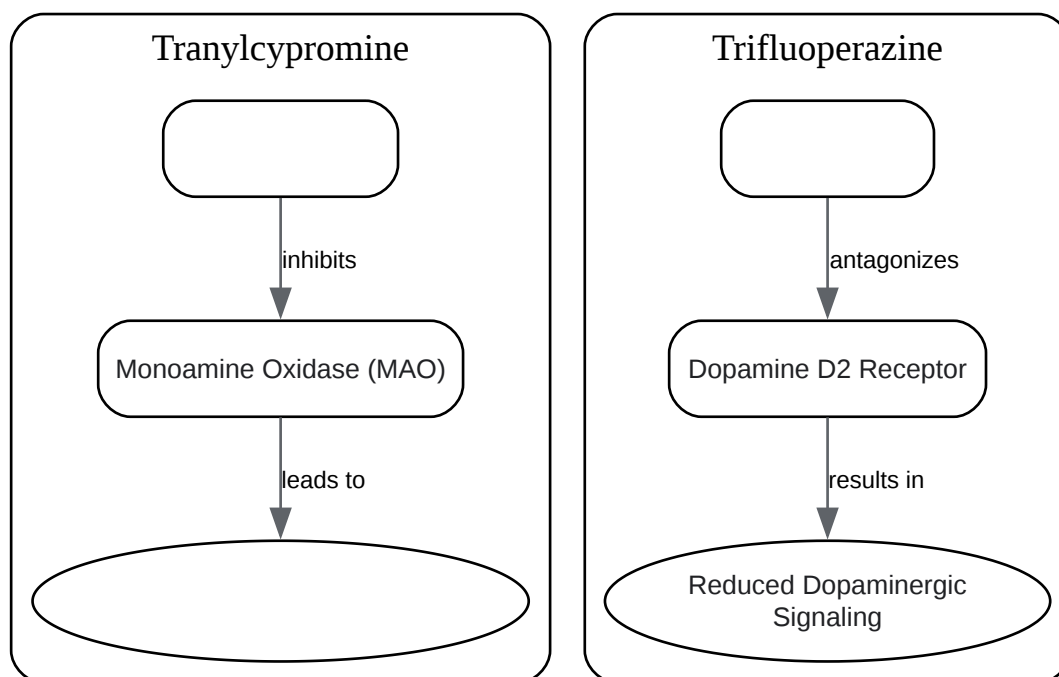 Tranylcypromine
inhibits
Monoamine Oxidase (MAO)
leads to
Trifluoperazine
antagonizes
Dopamine D2 Receptor
results in
Reduced Dopaminergic
Signaling